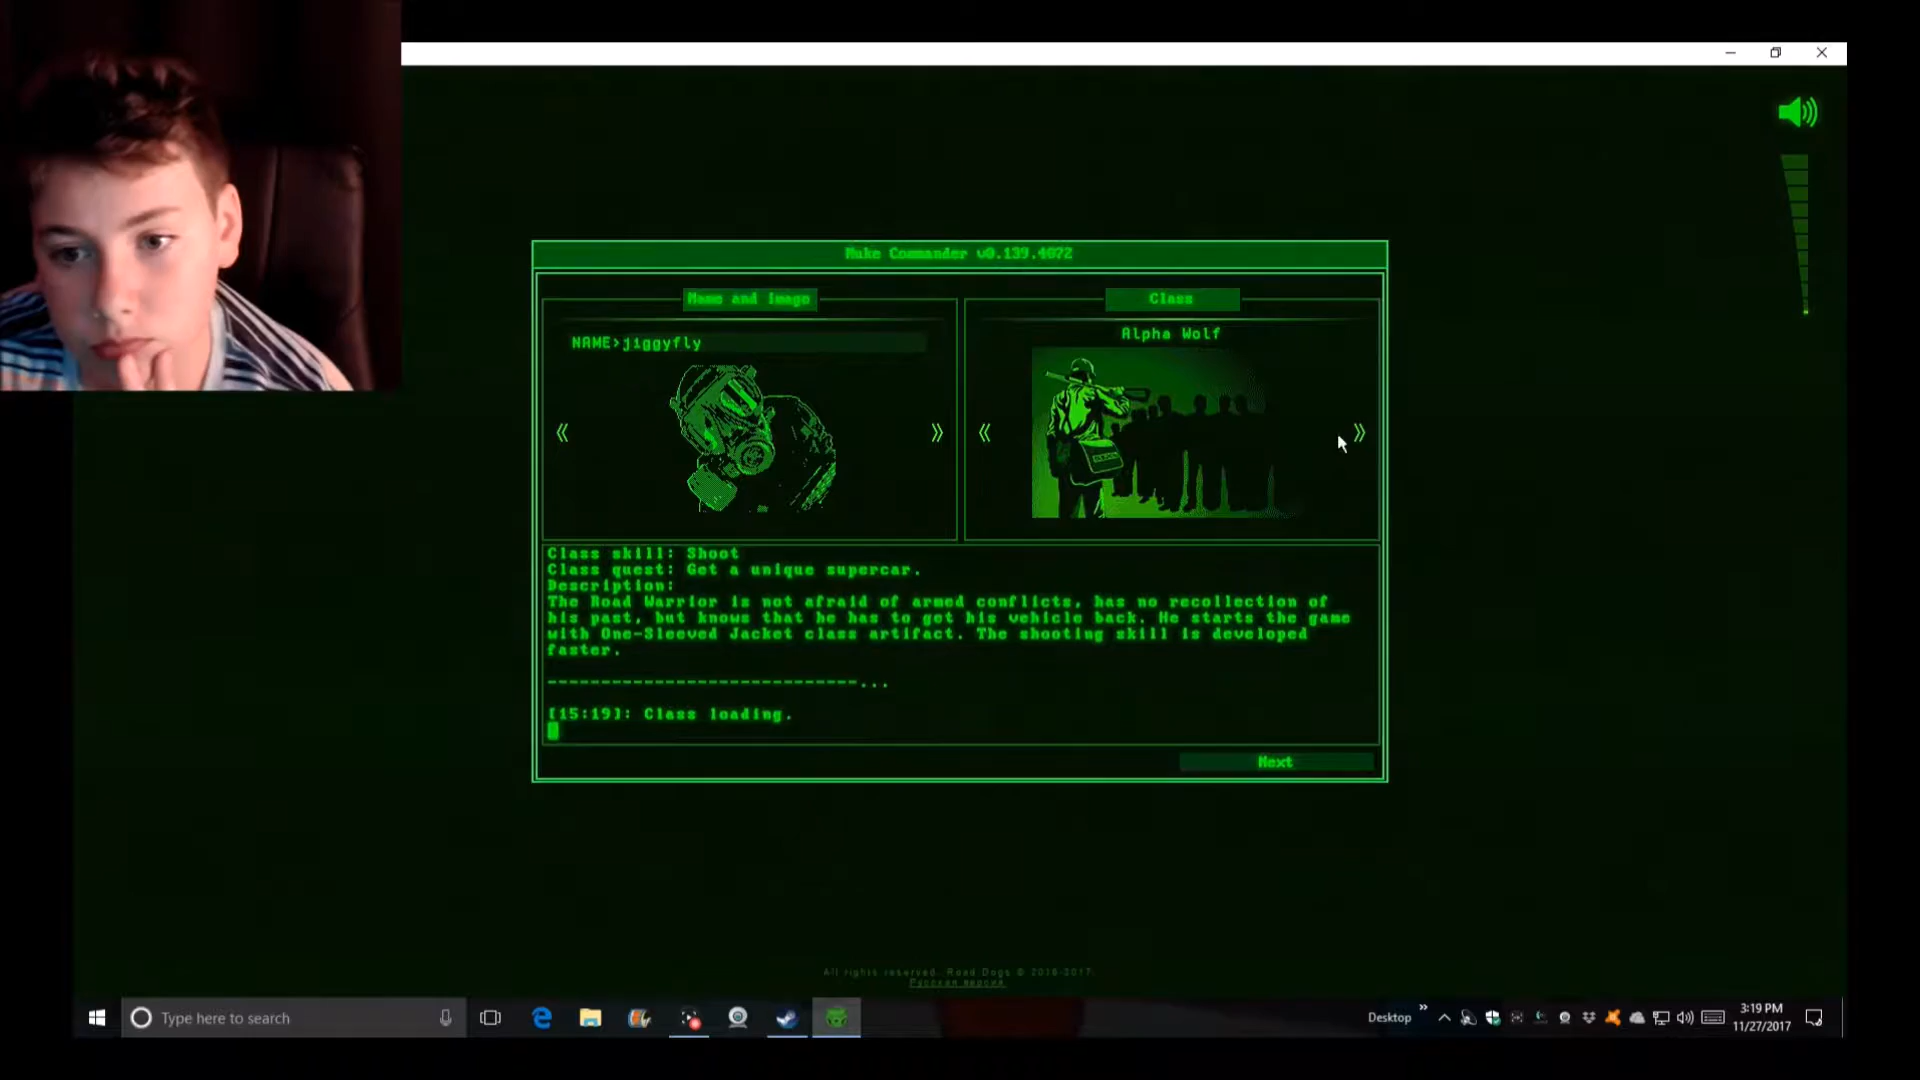 Nuke Commander v0.139.4072
Name and Image
Class
NAME>jiggyfly
Alpha Wolf
Class skill: Shoot
Class quest: Get a unique supercar.
Description:
The Road Warrior is not afraid of armed conflicts, has no recollection of
his past, but knows that he has to get his vehicle back. He starts the game
with One-Sleeved Jacket class artifact. The shooting skill is developed
faster.
-----------------------------...
[15:19]: Class loading.
Next
All rights reserved. Road Dogs © 2016-2017.
Русская версия
Type here to search
Desktop
3:19 PM
11/27/2017